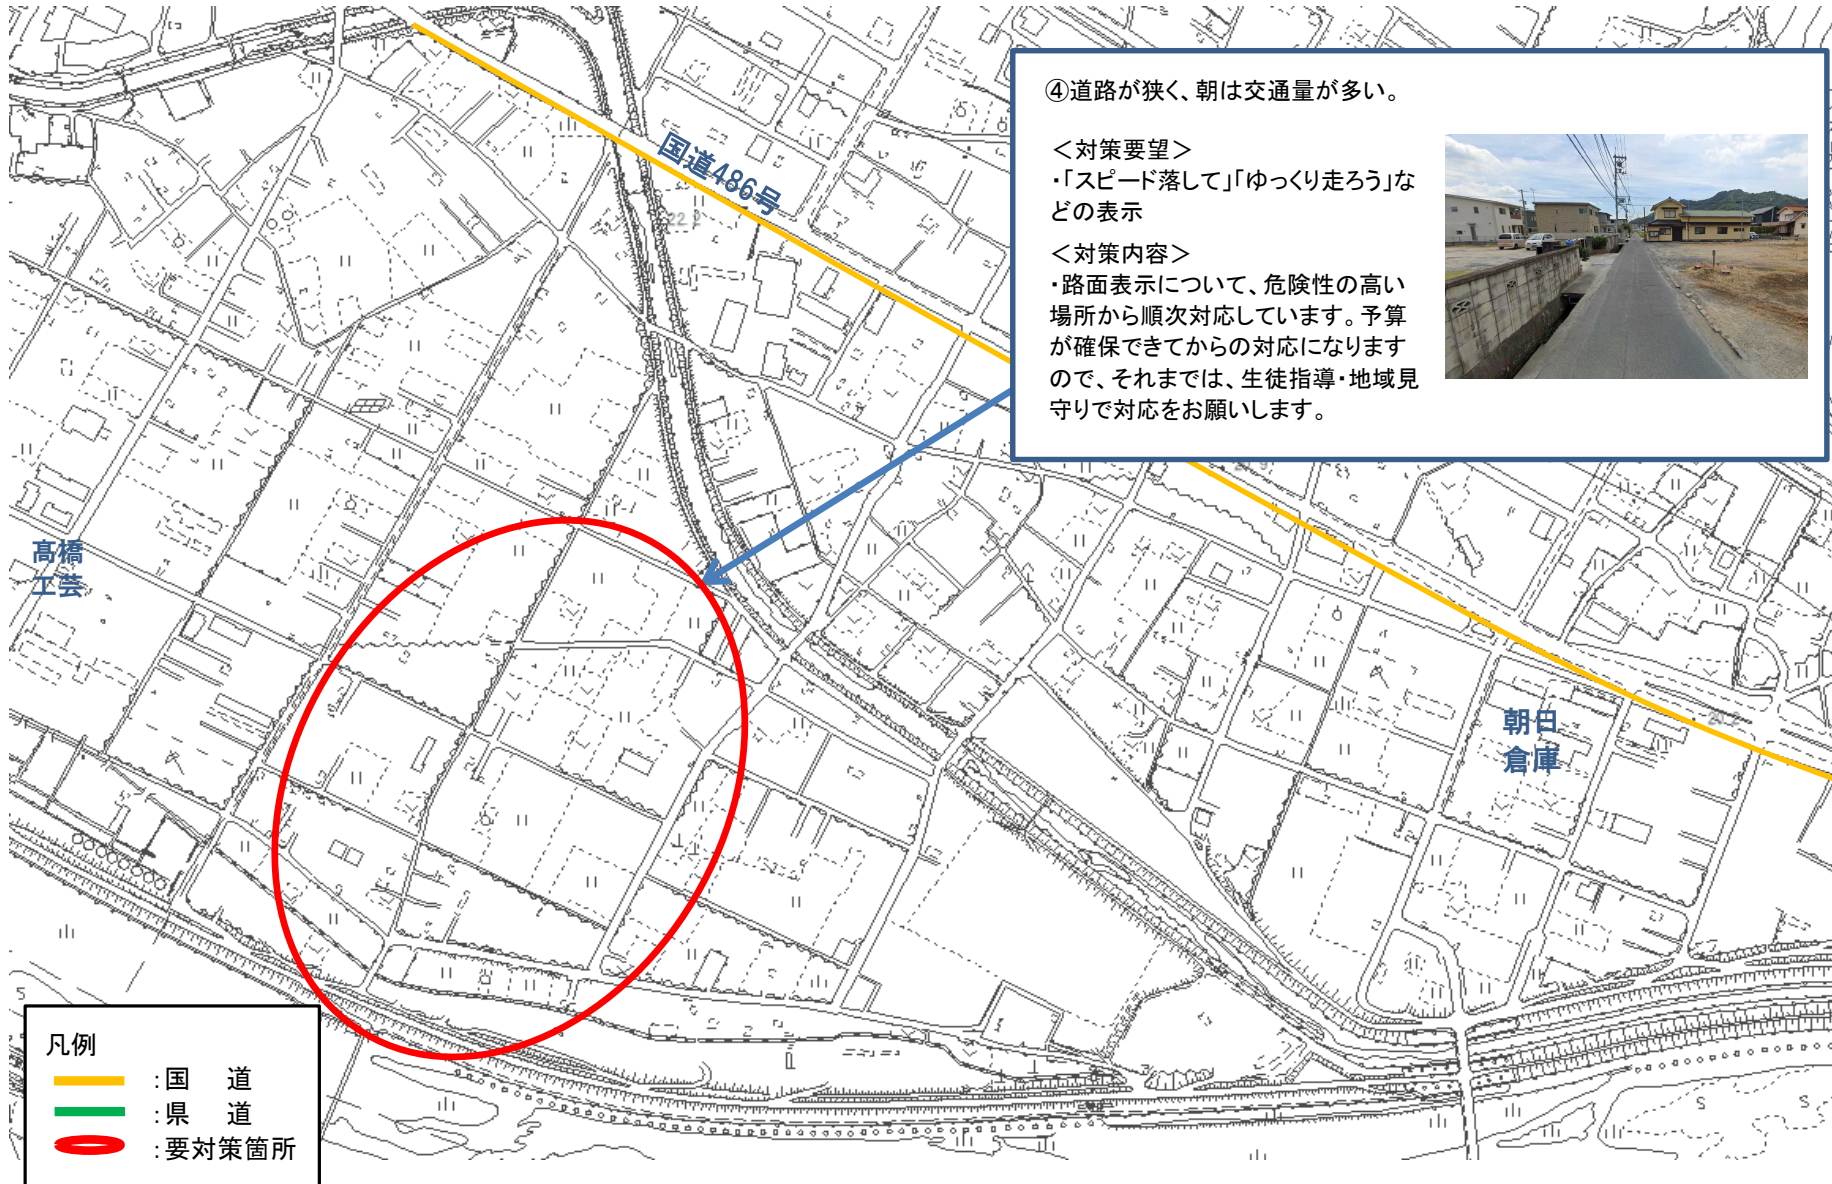 ④道路が狭く、朝は交通量が多い。
＜対策要望＞
・「スピード落して」「ゆっくり走ろう」な
どの表示
＜対策内容＞
・路面表示について、危険性の高い
場所から順次対応しています。予算
が確保できてからの対応になります
ので、それまでは、生徒指導・地域見
守りで対応をお願いします。
国道486号
22.2
髙橋
工芸
朝日
倉庫
20.2
凡例
：国　道
：県　道
：要対策箇所